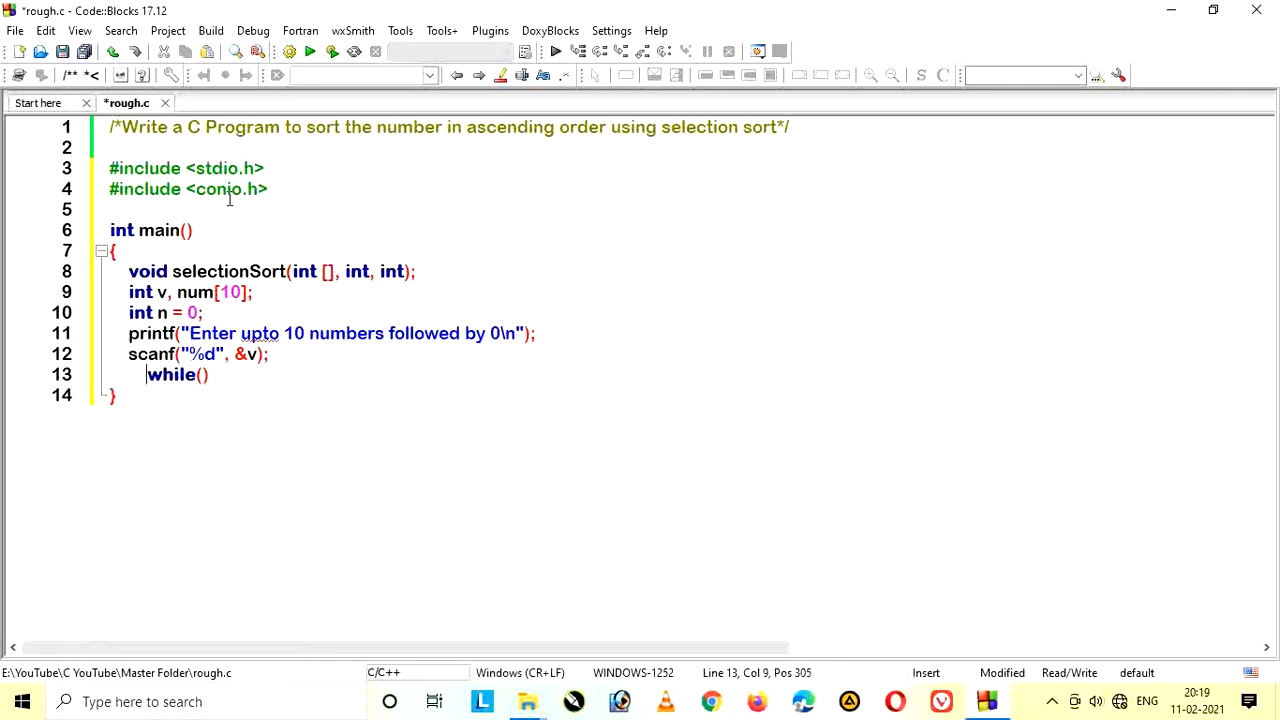 *rough.c - Code::Blocks 17.12
File Edit View Search Project Build Debug Fortran wxSmith Tools Tools+ Plugins DoxyBlocks Settings Help
/** *< S C
Start here *rough.c
1 /*Write a C Program to sort the number in ascending order using selection sort*/
2
3 #include <stdio.h>
4 #include <conio.h>
5
6 int main()
7 {
8 void selectionSort(int [], int, int);
9 int v, num[10];
10 int n = 0;
11 printf("Enter upto 10 numbers followed by 0\n");
12 scanf("%d", &v);
13 while()
14 }
E:\YouTube\C YouTube\Master Folder\rough.c C/C++ Windows (CR+LF) WINDOWS-1252 Line 13, Col 9, Pos 305 Insert Modified Read/Write default
Type here to search L ENG 20:19
11-02-2021